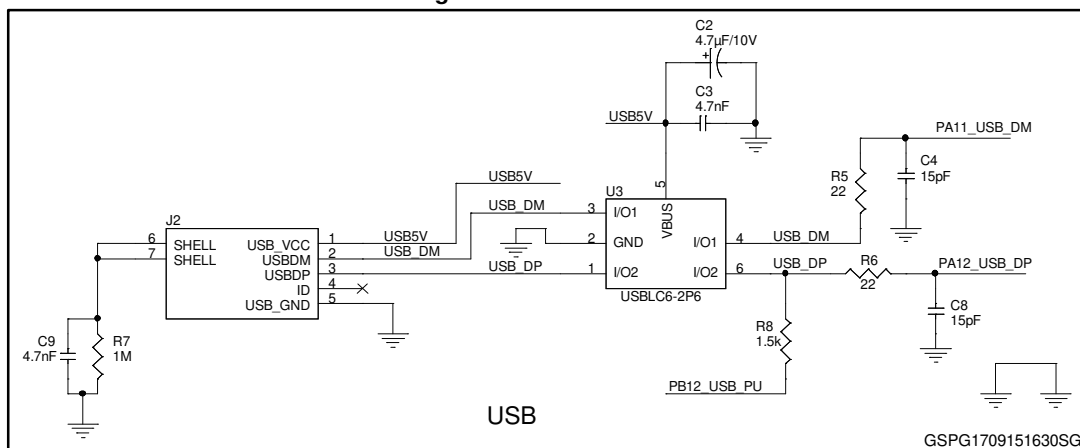 g
C2
4.7µF/10V
+
C3
4.7nF
USB5V
PA11_USB_DM
C4
15pF
R5
22
USB5V
U3
5
VBUS
USB_DM
3
I/O1
J2
2
GND
I/O1
4
USB_DM
6
SHELL
USB_VCC
1
USB5V
7
SHELL
USBDM
2
USB_DM
USBDP
3
USB_DP
1
I/O2
I/O2
6
USB_DP
R6
22
PA12_USB_DP
ID
4
USB_GND
5
USBLC6-2P6
C8
15pF
R8
1.5k
C9
4.7nF
R7
1M
PB12_USB_PU
USB
GSPG1709151630SG